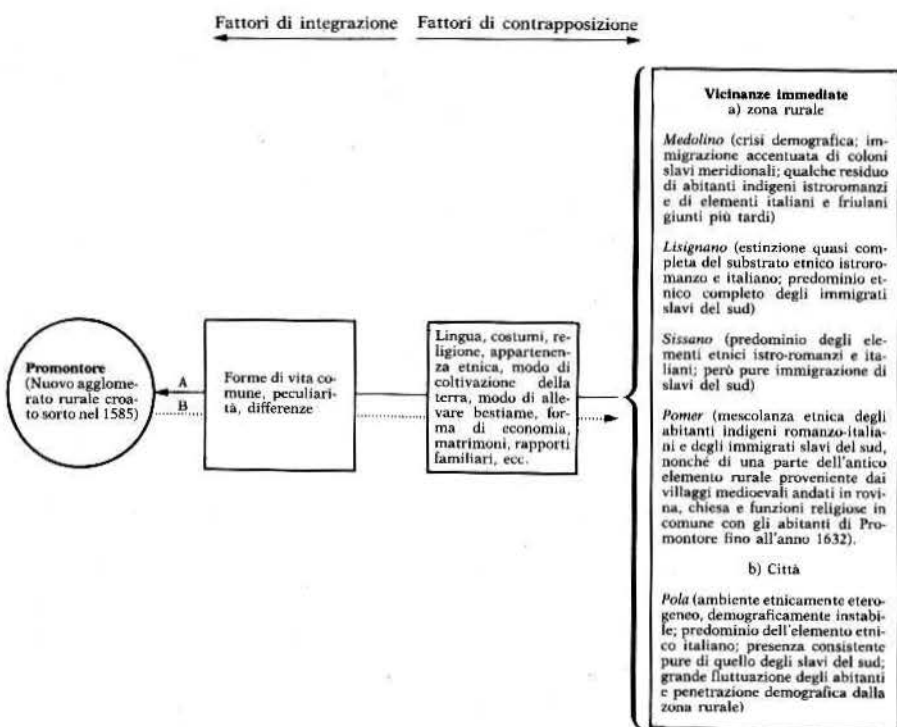 Fattori di integrazione Fattori di contrapposizione
Promontore
(Nuovo agglome-
rato rurale croa-
to sorto nel 1585)
A
B
Forme di vita co-
mune, peculia-
rità, differenze
Lingua, costumi, re-
ligione, appartenen-
za etnica, modo di
coltivazione della
terra, modo di alle-
vare bestiame, for-
ma di economia,
matrimoni, rapporti
familiari, ecc.
Vicinanze immediate
a) zona rurale
Medolino (crisi demografica; im-
migrazione accentuata di coloni
slavi meridionali; qualche residuo
di abitanti indigeni istroromanzi
e di elementi italiani e friulani
giunti più tardi)
Lisignano (estinzione quasi com-
pleta del substrato etnico istroro-
manzo e italiano; predominio et-
nico completo degli immigrati
slavi del sud)
Sissano (predominio degli ele-
menti etnici istro-romanzi e ita-
liani; però pure immigrazione di
slavi del sud)
Pomer (mescolanza etnica degli
abitanti indigeni romanzo-italia-
ni e degli immigrati slavi del sud,
nonché di una parte dell'antico
elemento rurale proveniente dai
villaggi medioevali andati in rovi-
na, chiesa e funzioni religiose in
comune con gli abitanti di Pro-
montore fino all'anno 1632).
b) Città
Pola (ambiente etnicamente etero-
geneo, demograficamente instabi-
le; predominio dell'elemento etni-
co italiano; presenza consistente
pure di quello degli slavi del sud;
grande fluttuazione degli abitanti
e penetrazione demografica dalla
zona rurale)